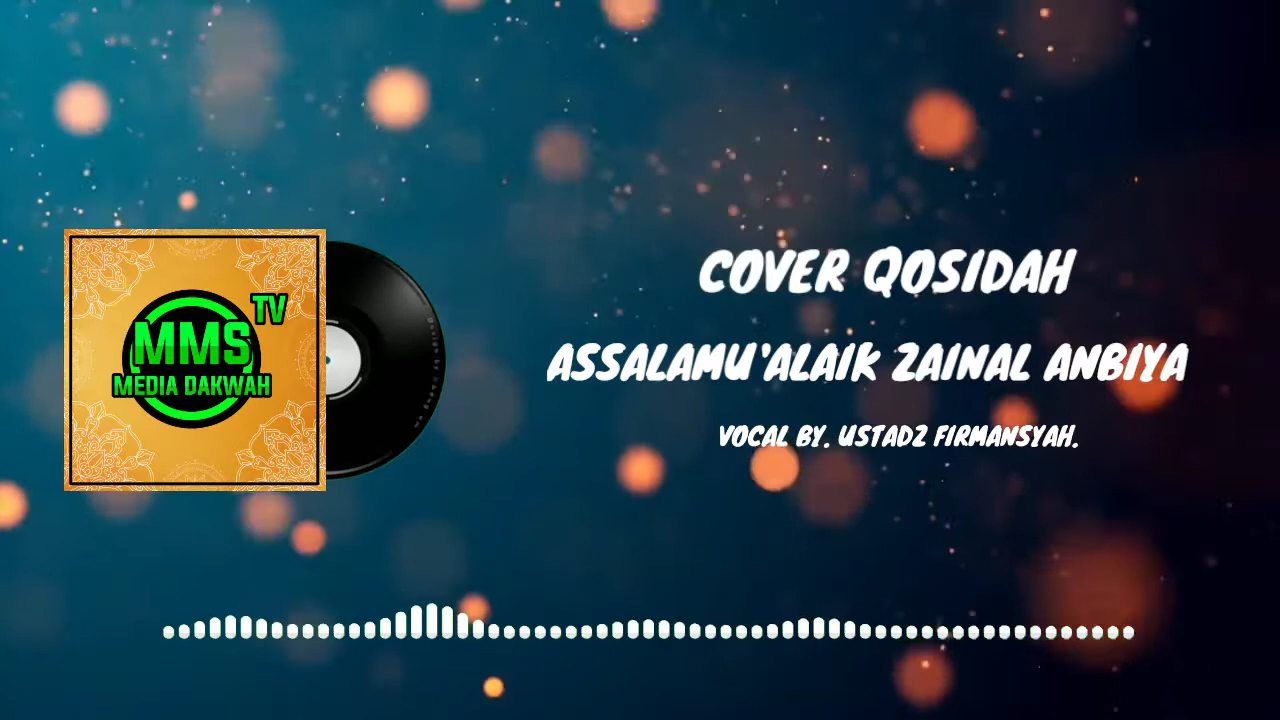 TV
MMS
MEDIA DAKWAH
COVER QOSIDAH
ASSALAMU'ALAIK ZAINAL ANBIYA
VOCAL BY. USTADZ FIRMANSYAH.